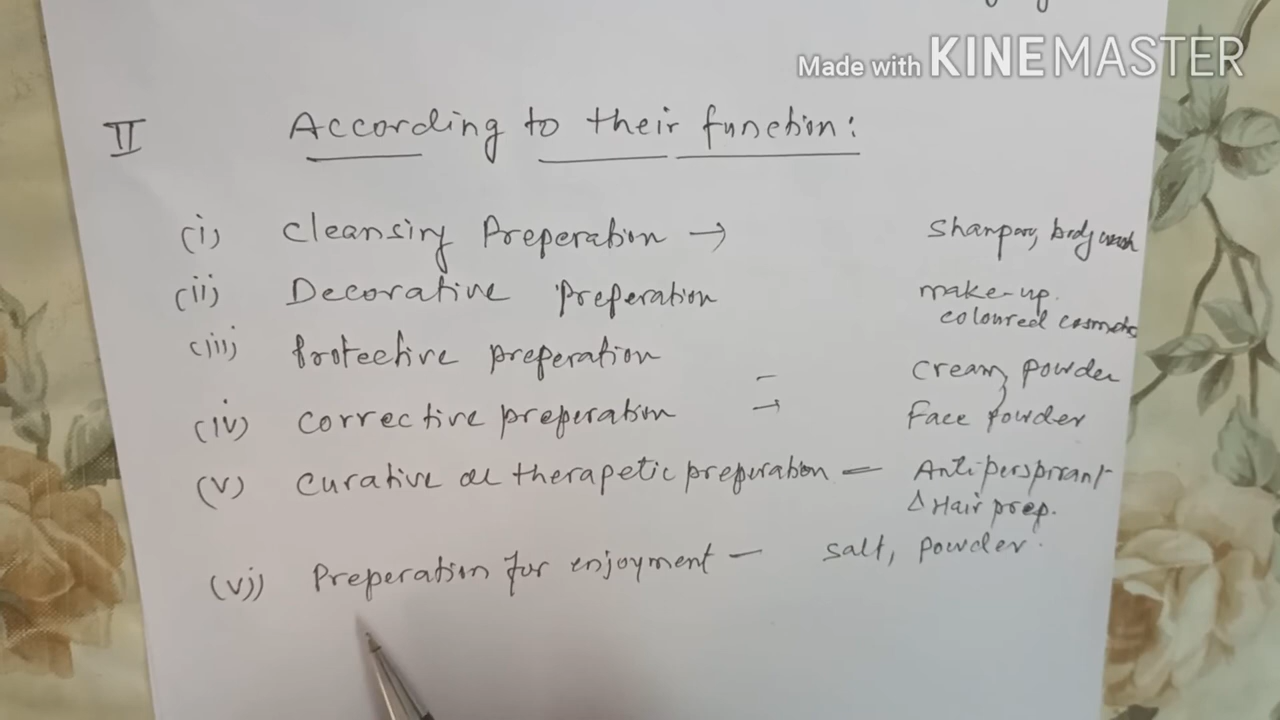 Made with KINEMASTER
II According to their function:
(i) Cleansing Preperation → Shampoo, body wash
(ii) Decorative Preperation make-up.
coloured cosmetic
(iii) Protective preperation - Cream, powder
(iv) Corrective preperation → Face powder
(v) Curative or therapetic preperation - Anti-perspirant
Hair prep.
(vi) Preperation for enjoyment - salt, powder.